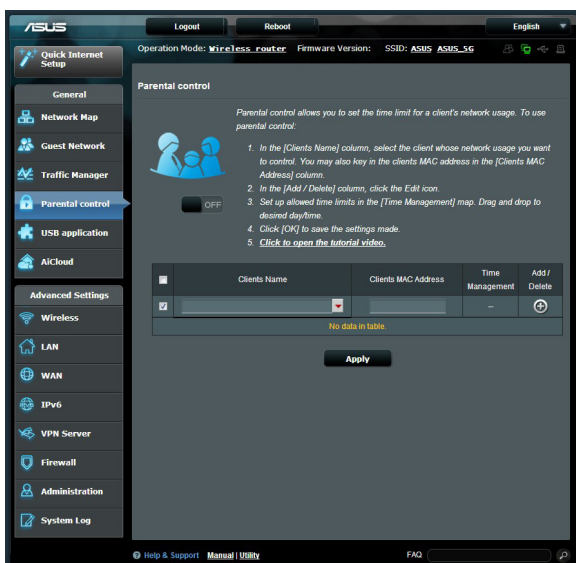 ASUS
Logout
Reboot
English
Quick Internet
Setup
Operation Mode: Wireless router Firmware Version: SSID: ASUS ASUS_5G
General
Network Map
Guest Network
Traffic Manager
Parental control
USB application
AiCloud
Advanced Settings
Wireless
LAN
WAN
IPv6
VPN Server
Firewall
Administration
System Log
Parental control
Parental control allows you to set the time limit for a client's network usage. To use
parental control:
1. In the [Clients Name] column, select the client whose network usage you want
to control. You may also key in the clients MAC address in the [Clients MAC
Address] column.
2. In the [Add / Delete] column, click the Edit icon.
3. Set up allowed time limits in the [Time Management] map. Drag and drop to
desired day/time.
4. Click [OK] to save the settings made.
5. Click to open the tutorial video.
OFF
Clients Name
Clients MAC Address
Time
Management
Add /
Delete
--
No data in table.
Apply
Help & Support Manual | Utility
FAQ